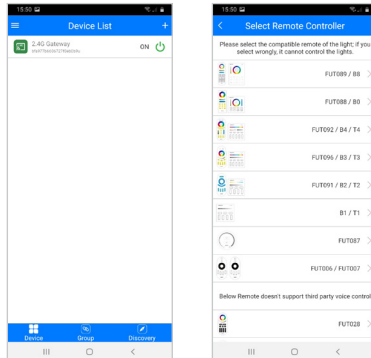 15:50
Device List
+
2.4G Gateway
ON
Device
Group
Discovery
15:50
Select Remote Controller
Please select the compatible remote of the light; if you
select wrongly, it cannot control the lights.
FUT089 / B8
FUT088 / B0
FUT092 / B4 / T4
FUT096 / B3 / T3
FUT091 / B2 / T2
B1 / T1
FUT087
FUT006 / FUT007
Below Remote doesn't support third party voice control
FUT028